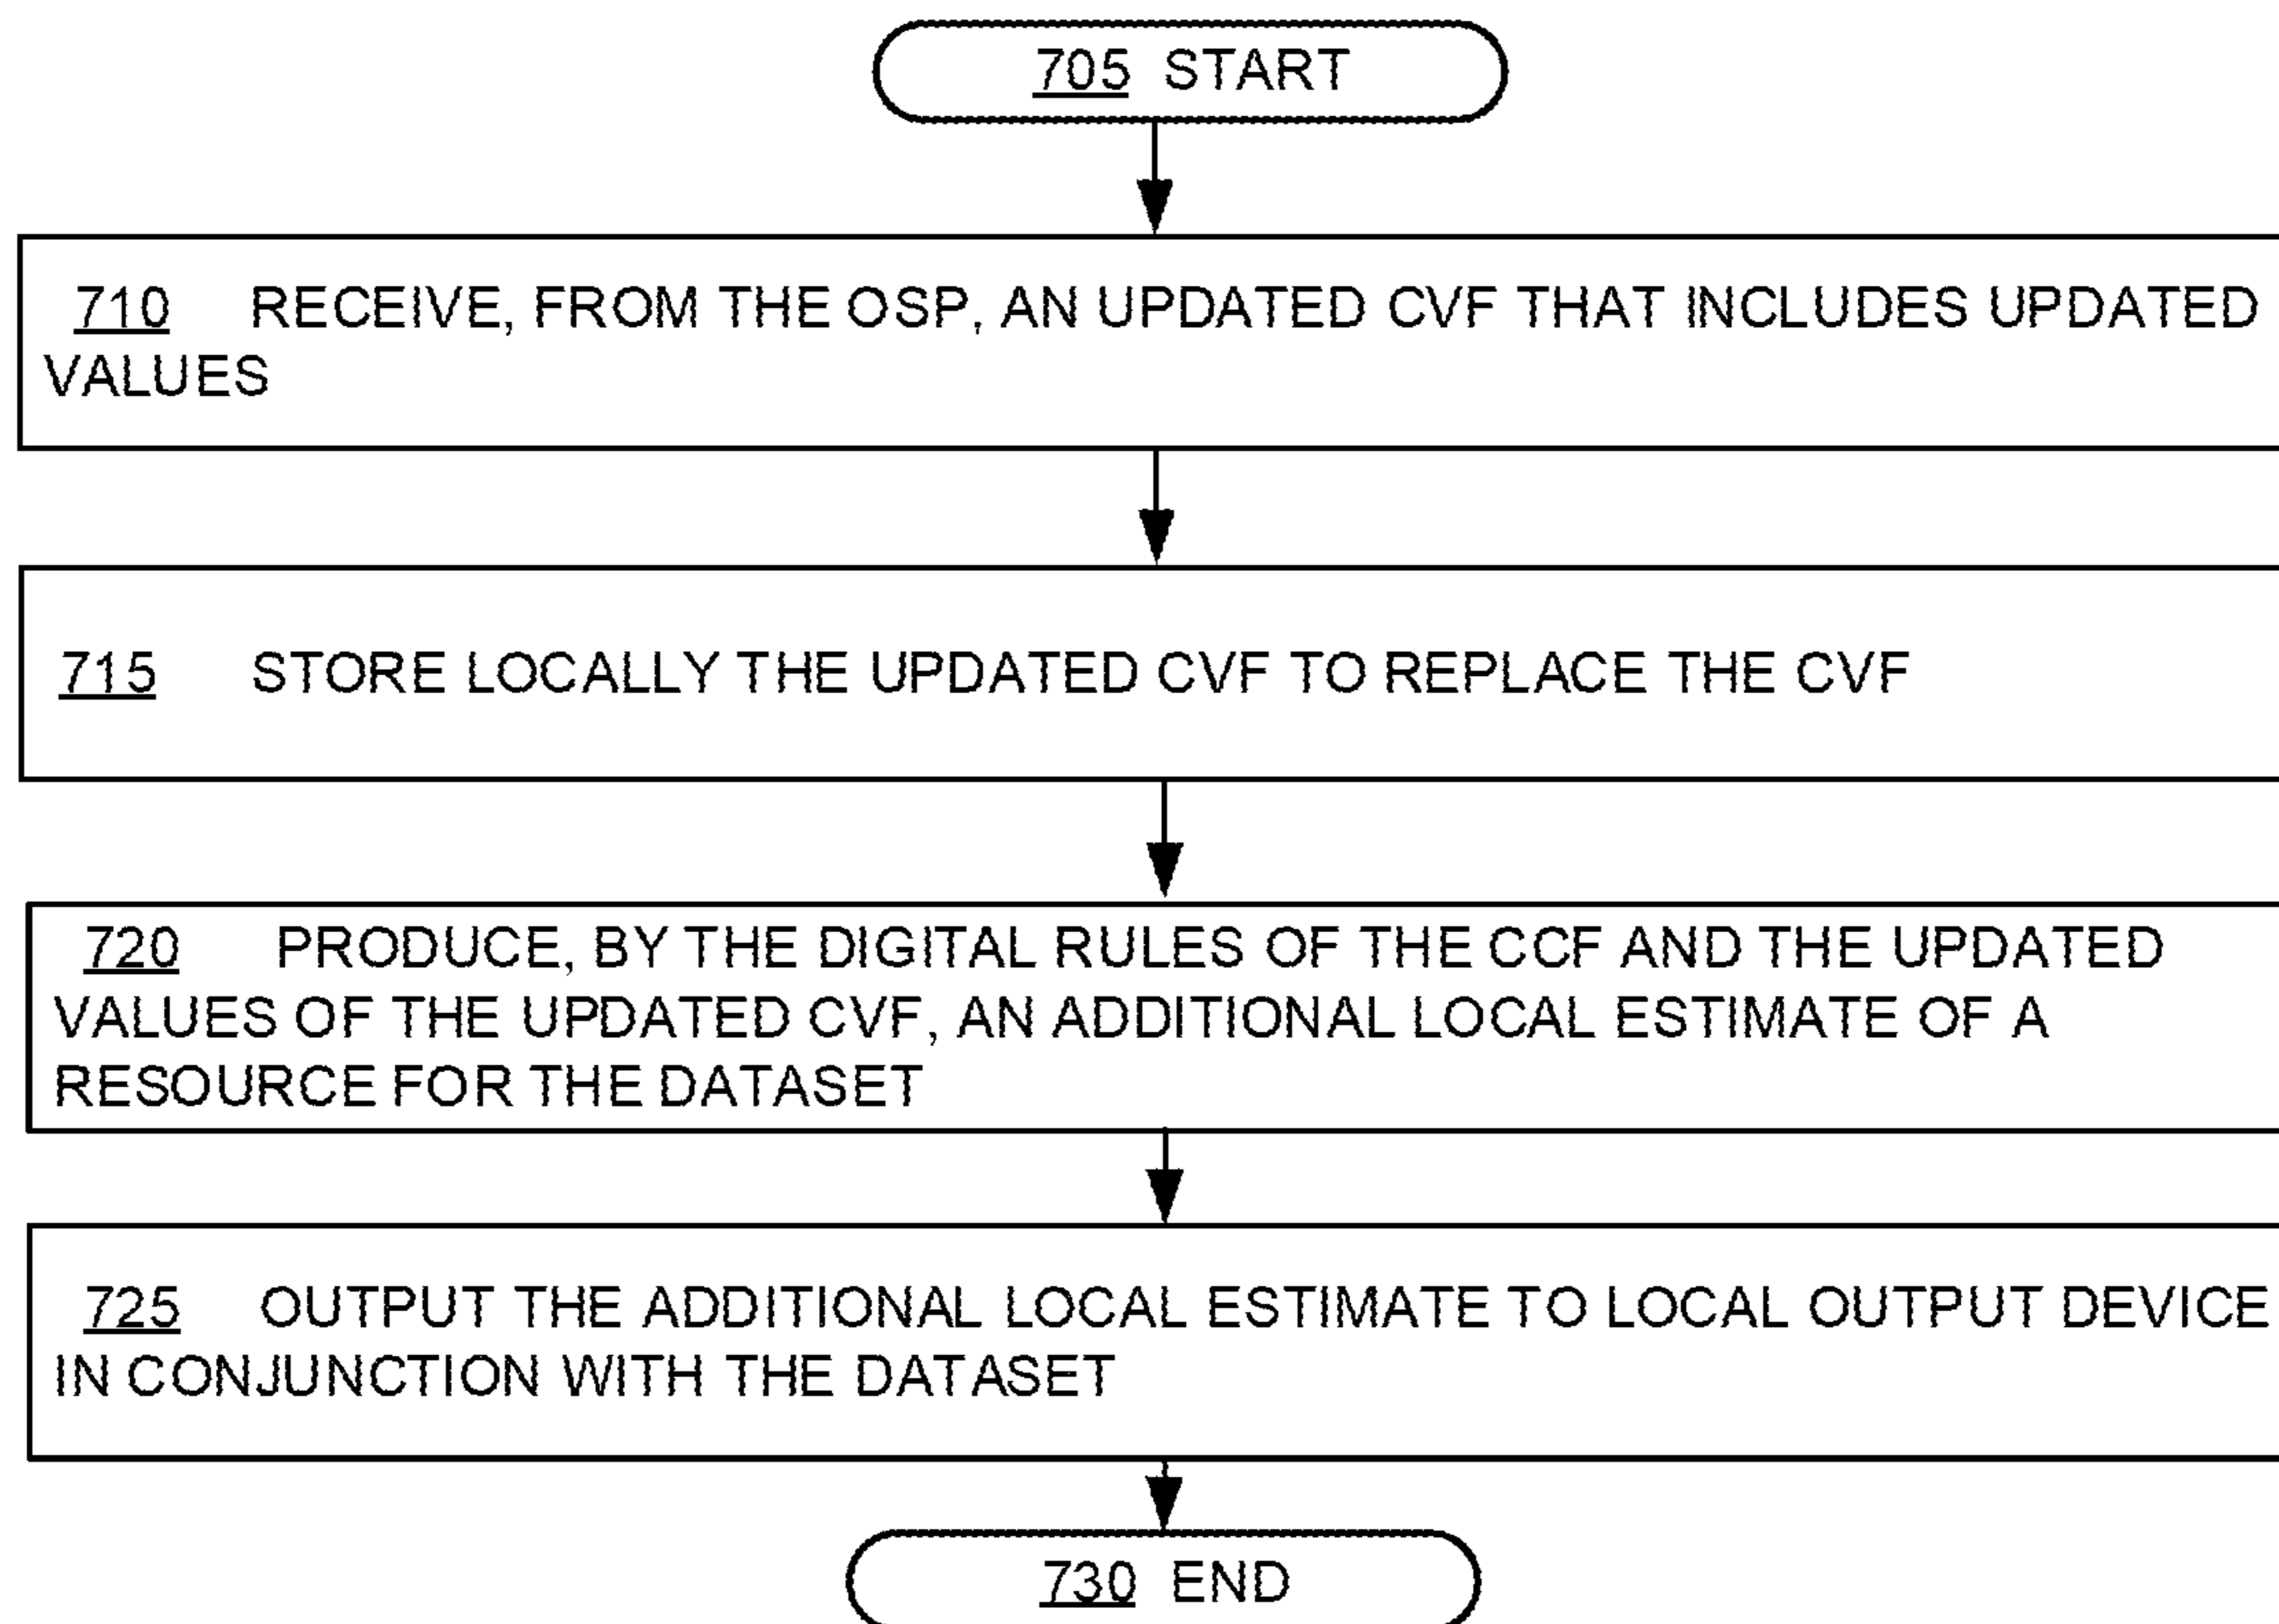 705 START
710 RECEIVE, FROM THE OSP, AN UPDATED CVF THAT INCLUDES UPDATED
VALUES
715 STORE LOCALLY THE UPDATED CVF TO REPLACE THE CVF
720 PRODUCE, BY THE DIGITAL RULES OF THE CCF AND THE UPDATED
VALUES OF THE UPDATED CVF, AN ADDITIONAL LOCAL ESTIMATE OF A
RESOURCE FOR THE DATASET
725 OUTPUT THE ADDITIONAL LOCAL ESTIMATE TO LOCAL OUTPUT DEVICE
IN CONJUNCTION WITH THE DATASET
730 END